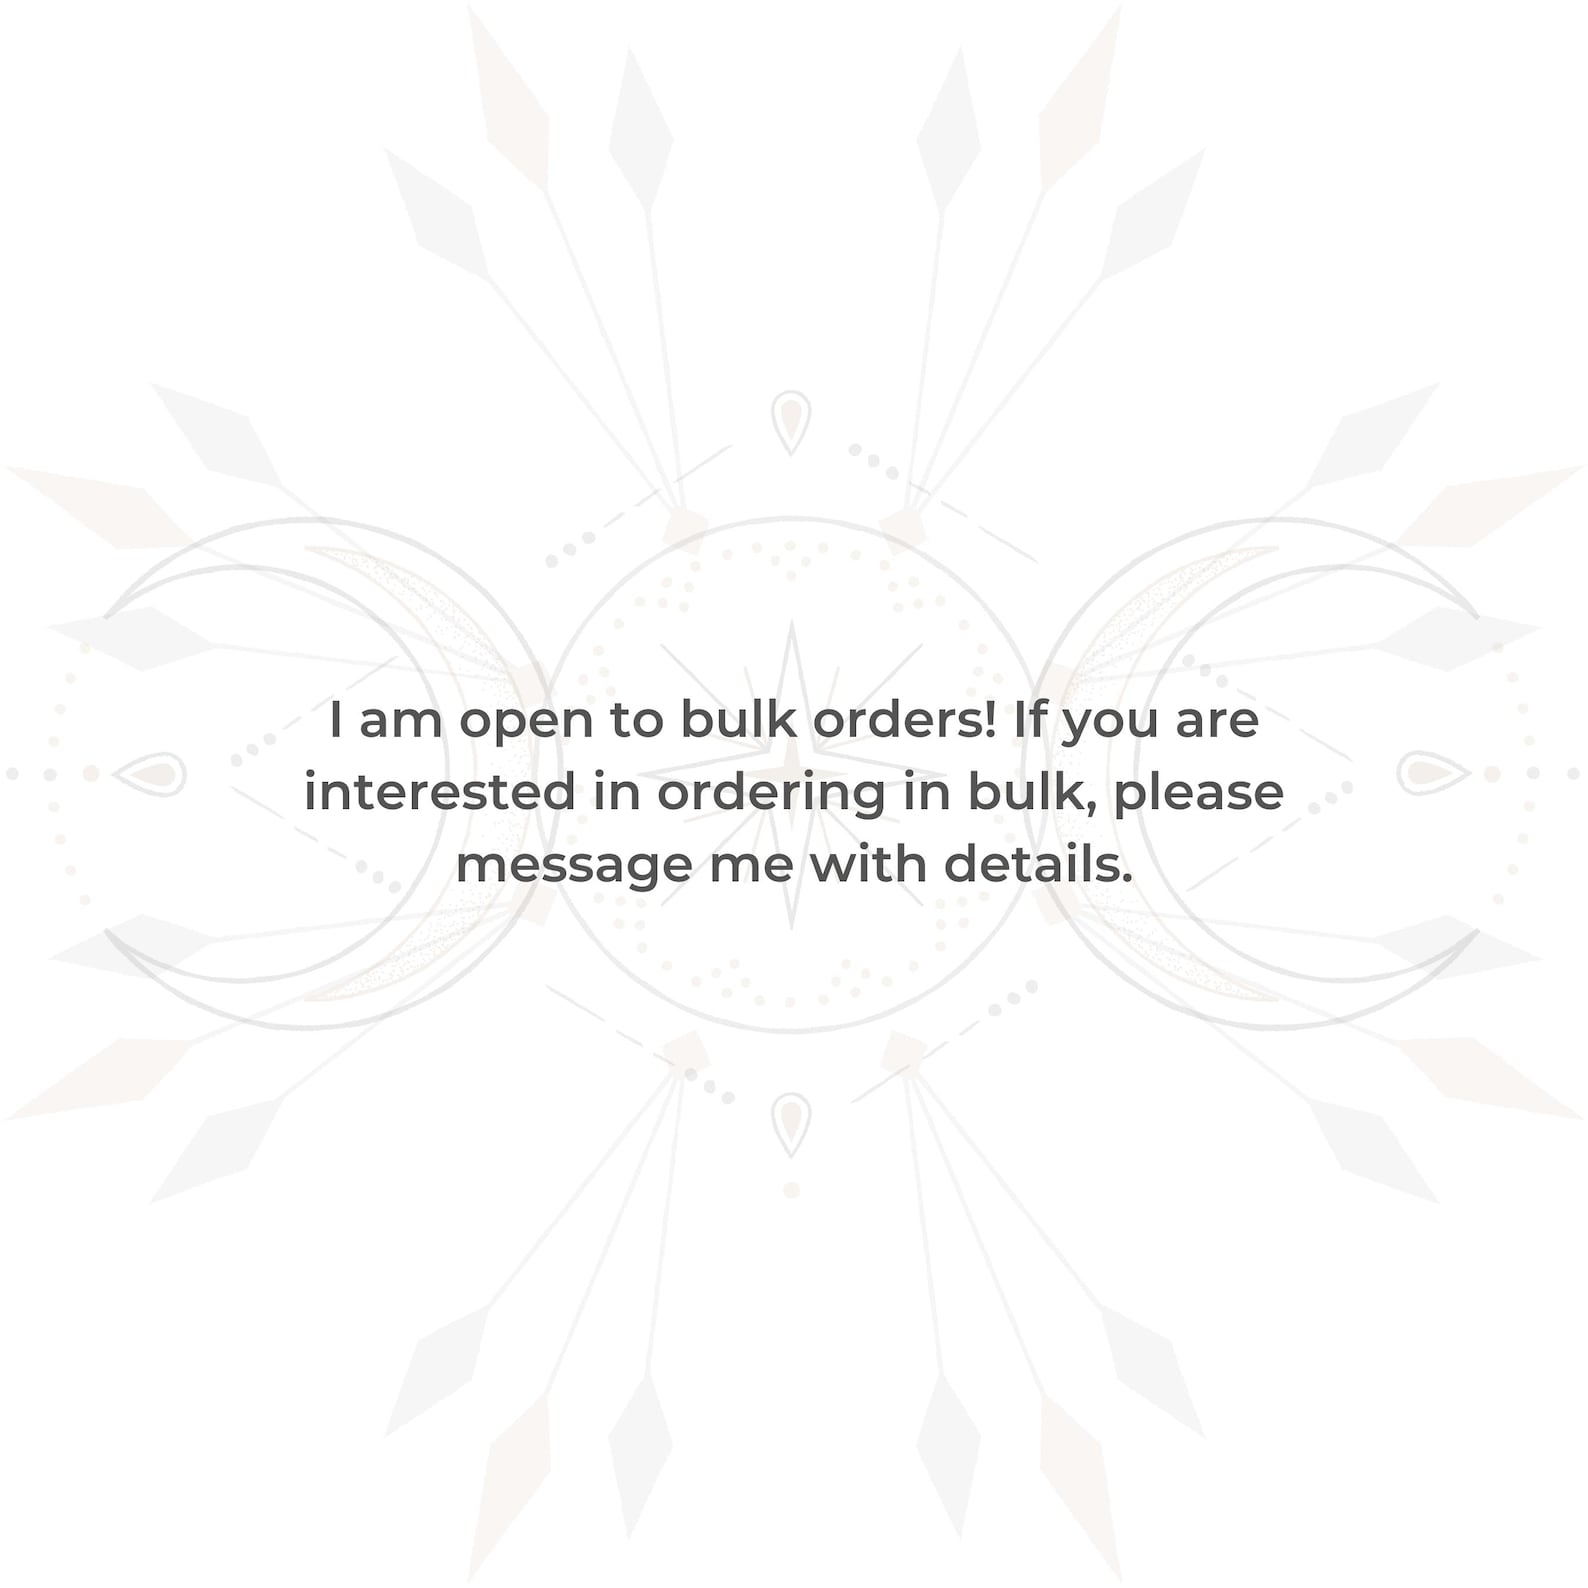 I am open to bulk orders! If you are
interested in ordering in bulk, please
message me with details.